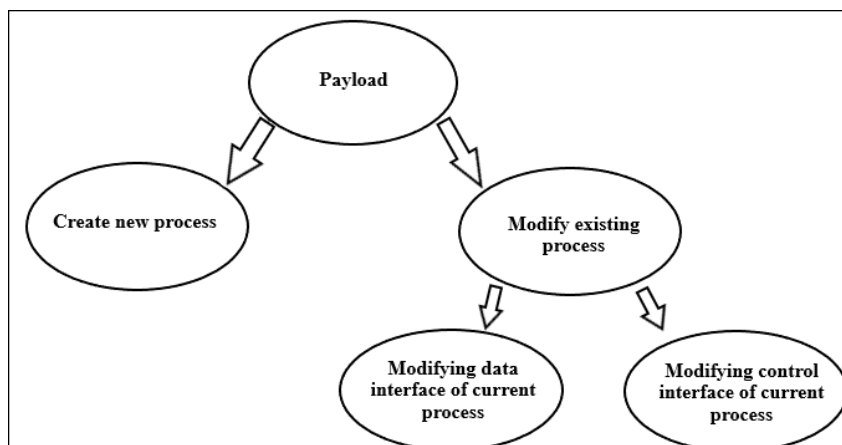 Payload
Create new process
Modify existing
process
Modifying data
interface of current
process
Modifying control
interface of current
process